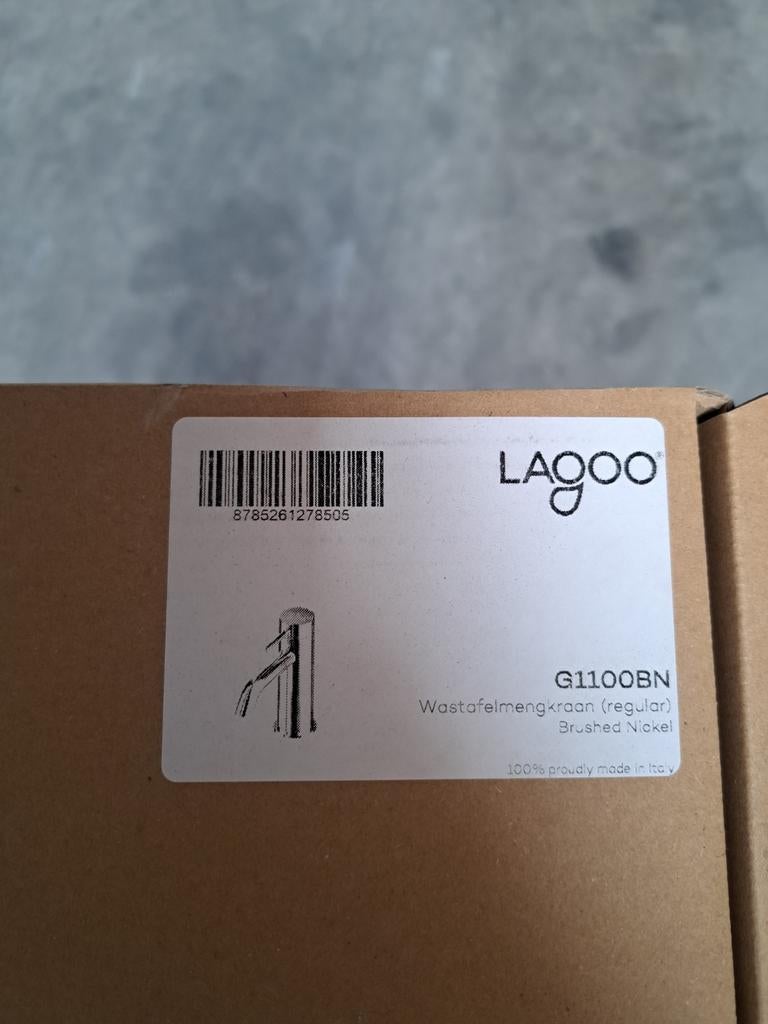 LAgOO®
8785261278505
G1100BN
Wastafelmengkraan (regular)
Brushed Nickel
100% proudly made in Italy